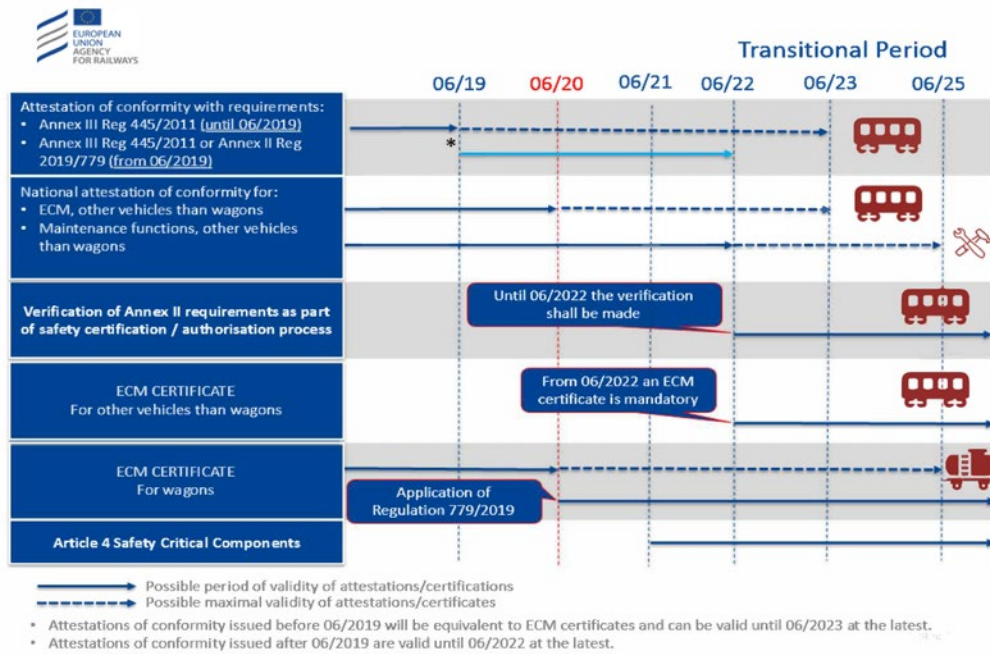 EUROPEAN
UNION
AGENCY
FOR RAILWAYS
Transitional Period
06/19 06/20 06/21 06/22 06/23 06/25
Attestation of conformity with requirements:
• Annex III Reg 445/2011 (until 06/2019)
• Annex III Reg 445/2011 or Annex II Reg
2019/779 (from 06/2019)
*
National attestation of conformity for:
• ECM, other vehicles than wagons
• Maintenance functions, other vehicles
than wagons
Verification of Annex II requirements as part
of safety certification / authorisation process
Until 06/2022 the verification
shall be made
ECM CERTIFICATE
For other vehicles than wagons
From 06/2022 an ECM
certificate is mandatory
ECM CERTIFICATE
For wagons
Application of
Regulation 779/2019
Article 4 Safety Critical Components
Possible period of validity of attestations/certifications
Possible maximal validity of attestations/certificates
• Attestations of conformity issued before 06/2019 will be equivalent to ECM certificates and can be valid until 06/2023 at the latest.
• Attestations of conformity issued after 06/2019 are valid until 06/2022 at the latest.